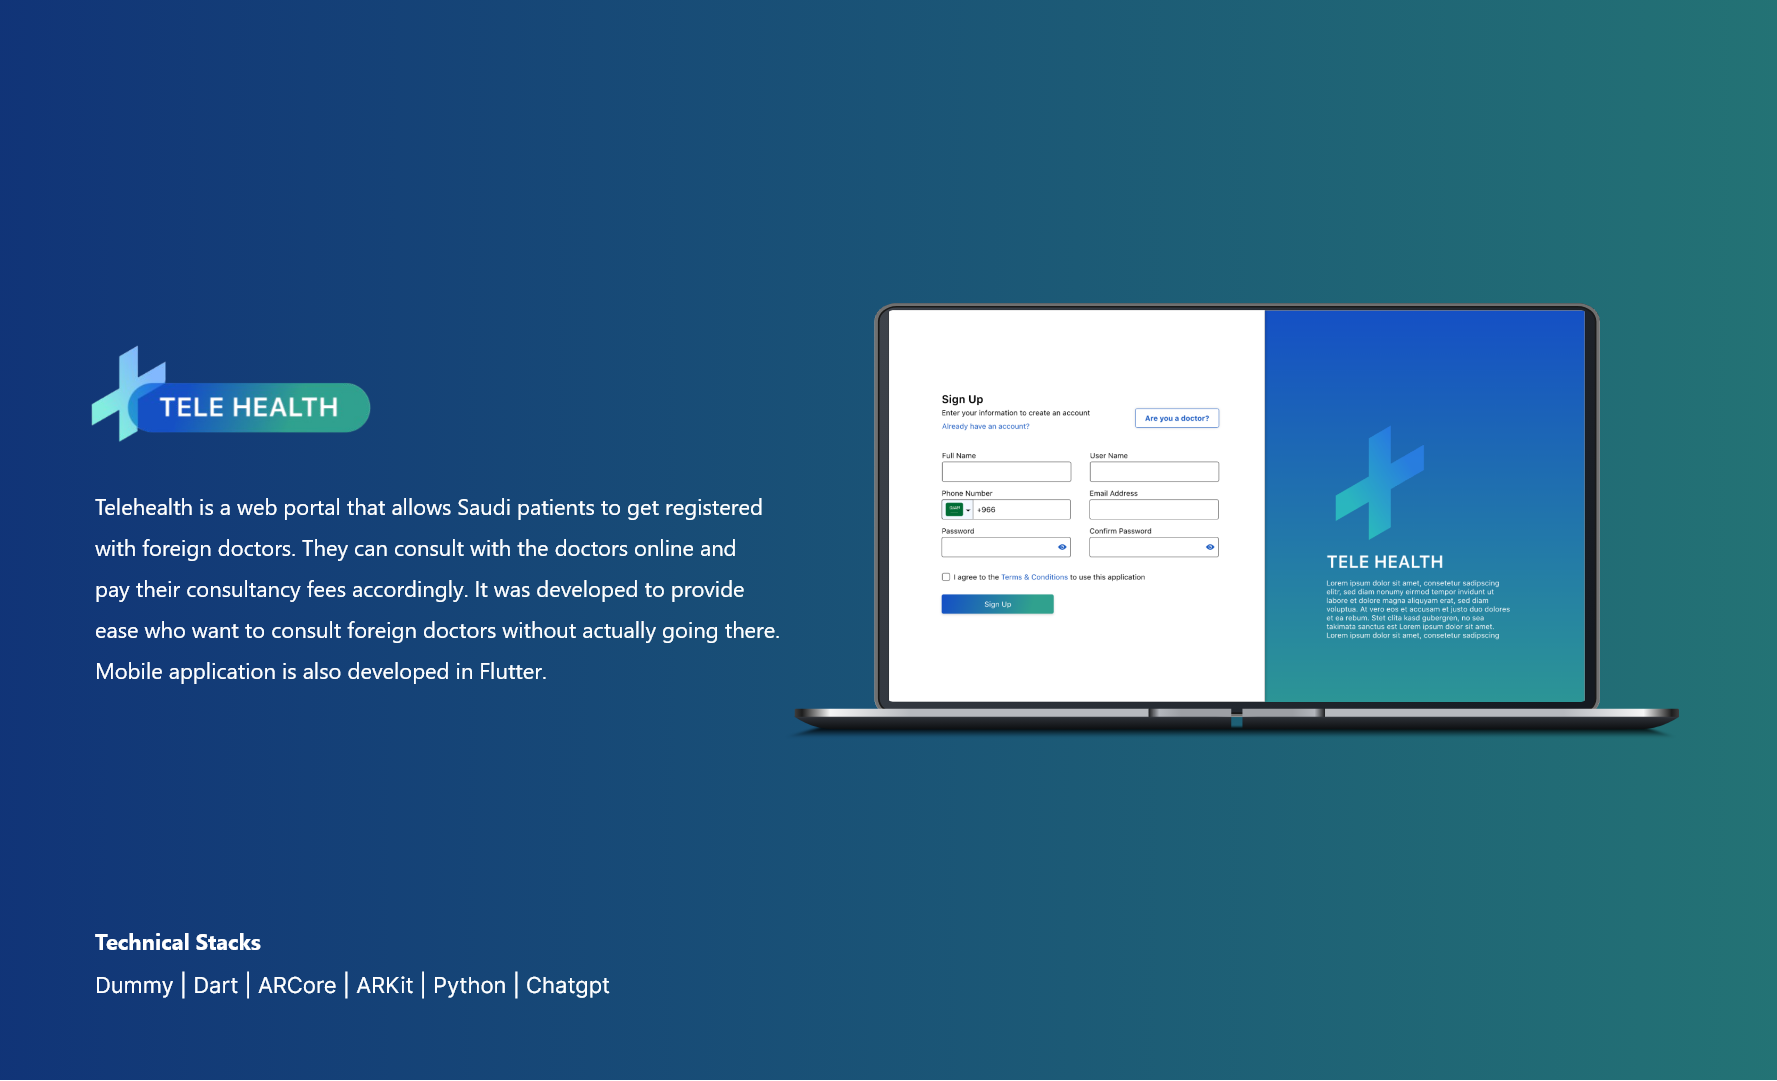 TELE HEALTH
Telehealth is a web portal that allows Saudi patients to get registered
with foreign doctors. They can consult with the doctors online and
pay their consultancy fees accordingly. It was developed to provide
ease who want to consult foreign doctors without actually going there.
Mobile application is also developed in Flutter.
Technical Stacks
Dummy | Dart | ARCore | ARKit | Python | Chatgpt
Sign Up
Enter your information to create an account
Already have an account?
Are you a doctor?
Full Name
User Name
Phone Number
Email Address
+966
Password
Confirm Password
I agree to the Terms & Conditions to use this application
Sign Up
TELE HEALTH
Lorem ipsum dolor sit amet, consetetur sadipscing
elitr, sed diam nonumy eirmod tempor invidunt ut
labore et dolore magna aliquyam erat, sed diam
voluptua. At vero eos et accusam et justo duo dolores
et ea rebum. Stet clita kasd gubergren, no sea
takimata sanctus est Lorem ipsum dolor sit amet.
Lorem ipsum dolor sit amet, consetetur sadipscing